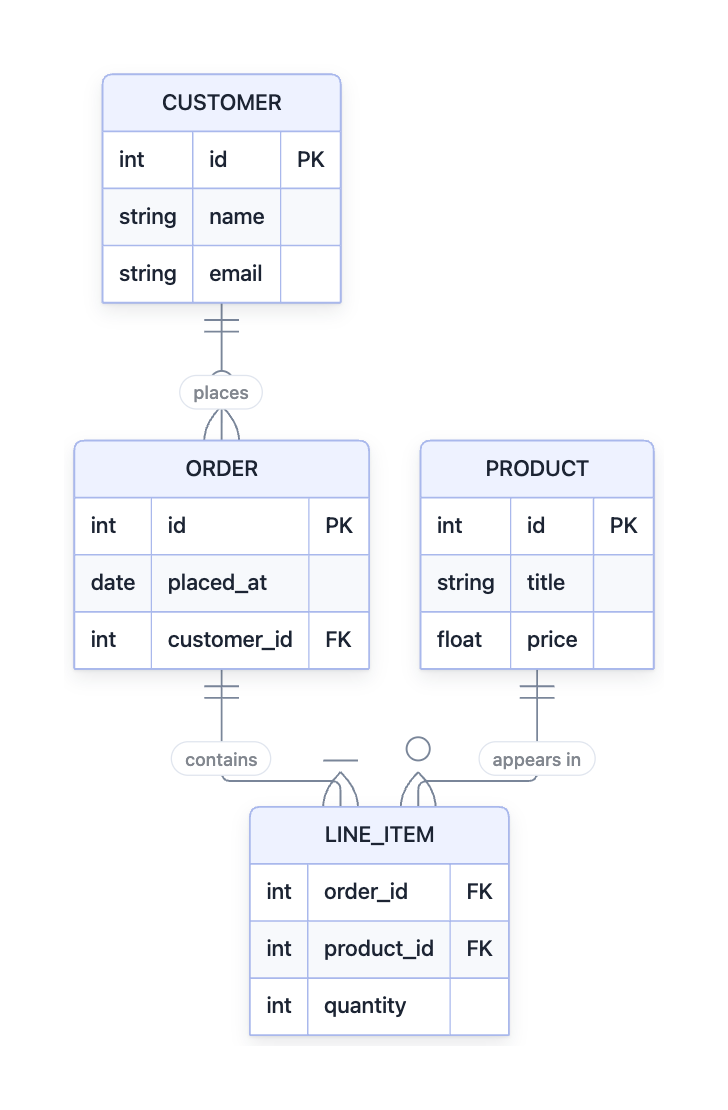 CUSTOMER
int id PK
string name
string email
places
ORDER
int id PK
date placed_at
int customer_id FK
PRODUCT
int id PK
string title
float price
contains
appears in
LINE_ITEM
int order_id FK
int product_id FK
int quantity